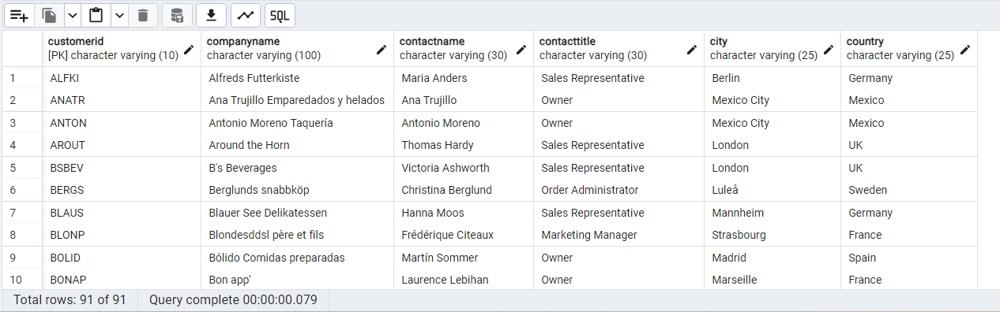 SQL
customerid companyname contactname contacttitle city country
[PK] character varying (10) character varying (100) character varying (30) character varying (30) character varying (25) character varying (25)
1 ALFKI Alfreds Futterkiste Maria Anders Sales Representative Berlin Germany
2 ANATR Ana Trujillo Emparedados y helados Ana Trujillo Owner Mexico City Mexico
3 ANTON Antonio Moreno Taquería Antonio Moreno Owner Mexico City Mexico
4 AROUT Around the Horn Thomas Hardy Sales Representative London UK
5 BSBEV B's Beverages Victoria Ashworth Sales Representative London UK
6 BERGS Berglunds snabbköp Christina Berglund Order Administrator Luleå Sweden
7 BLAUS Blauer See Delikatessen Hanna Moos Sales Representative Mannheim Germany
8 BLONP Blondesddsl père et fils Frédérique Citeaux Marketing Manager Strasbourg France
9 BOLID Bólido Comidas preparadas Martín Sommer Owner Madrid Spain
10 BONAP Bon app' Laurence Lebihan Owner Marseille France
Total rows: 91 of 91 Query complete 00:00:00.079